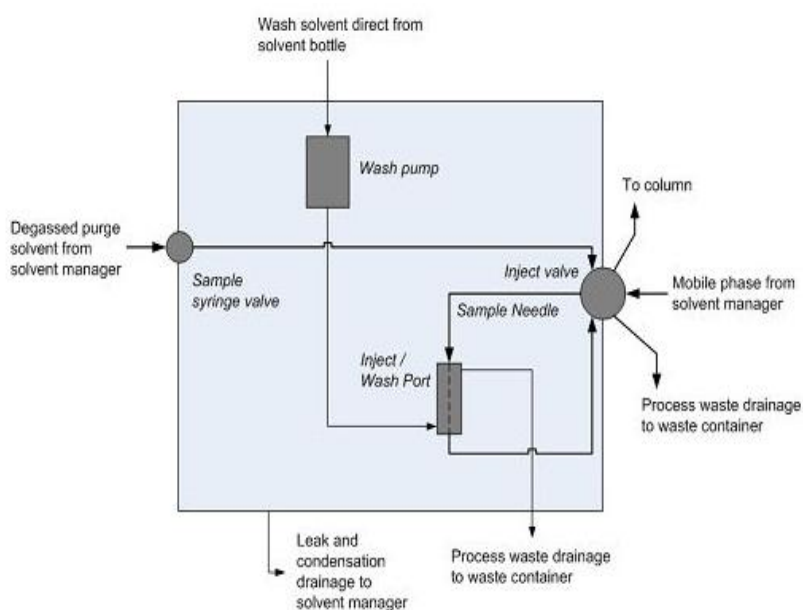 Wash solvent direct from
solvent bottle
Wash pump
To column
Degassed purge
solvent from
solvent manager
Sample
syringe valve
Inject valve
Mobile phase from
solvent manager
Sample Needle
Inject /
Wash Port
Process waste drainage
to waste container
Leak and
condensation
drainage to
solvent manager
Process waste drainage
to waste container